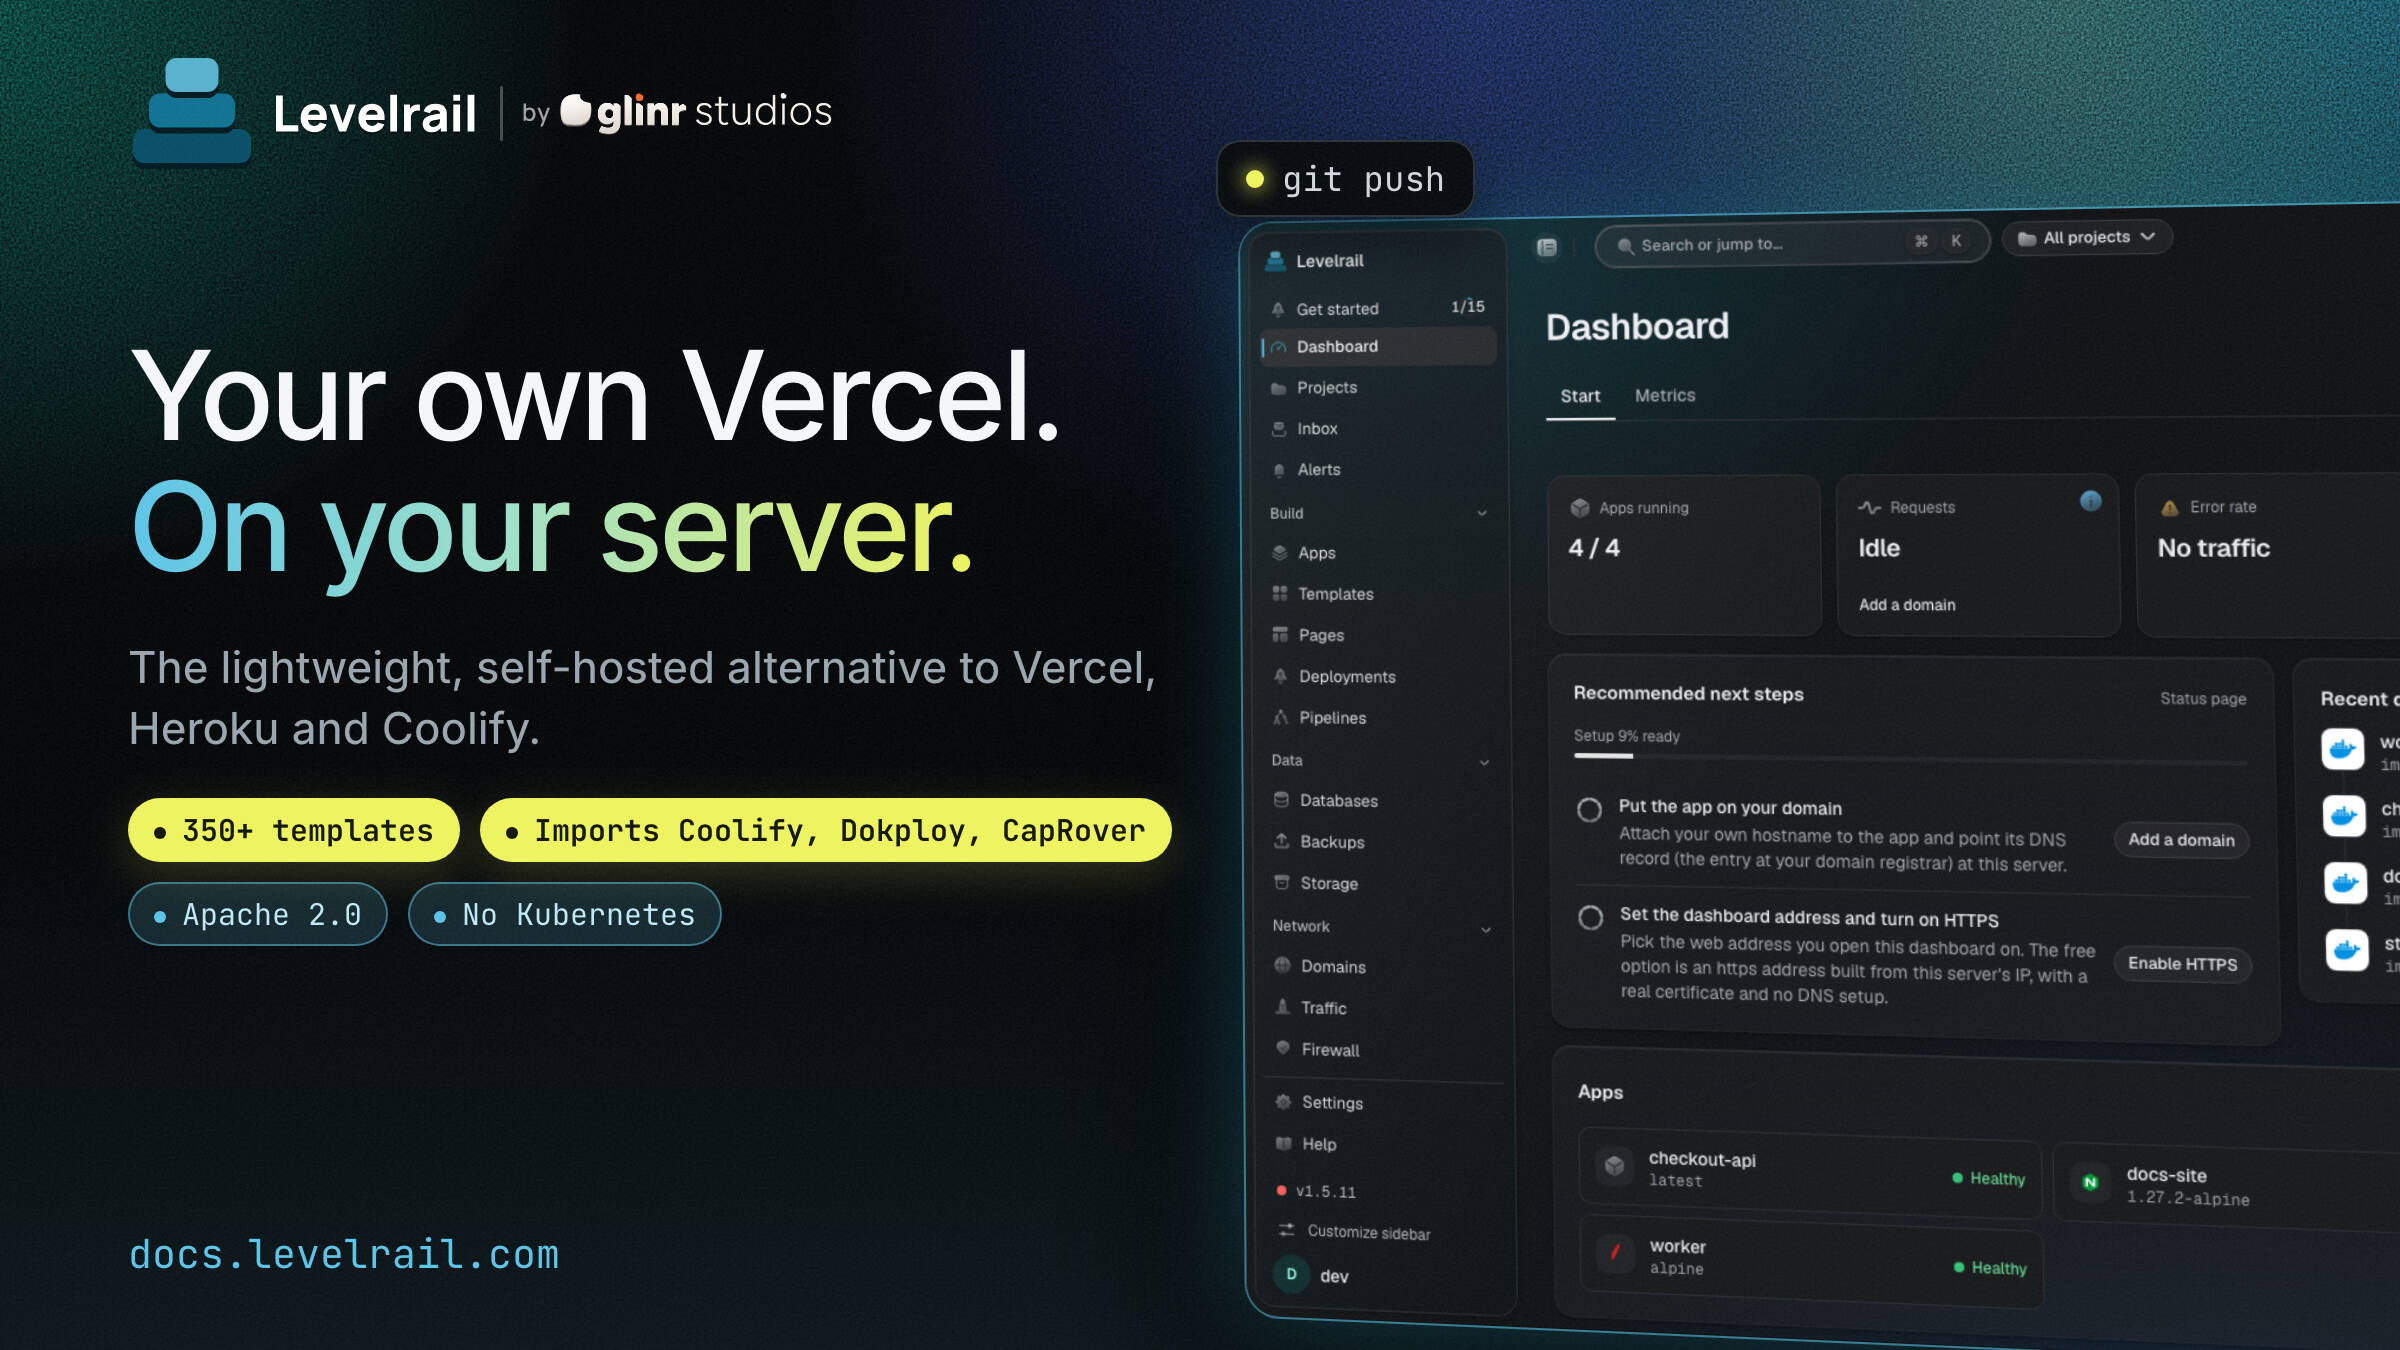 Levelrail | by glinr studios
Your own Vercel.
On your server.
The lightweight, self-hosted alternative to Vercel,
Heroku and Coolify.
350+ templates
Imports Coolify, Dokploy, CapRover
Apache 2.0
No Kubernetes
docs.levelrail.com
git push
Levelrail
Get started 1/15
Dashboard
Projects
Inbox
Alerts
Build
Apps
Templates
Pages
Deployments
Pipelines
Data
Databases
Backups
Storage
Network
Domains
Traffic
Firewall
Settings
Help
v1.5.11
Customize sidebar
D dev
Search or jump to... ⌘ K
All projects
Dashboard
Start Metrics
Apps running
4 / 4
Requests
Idle
Add a domain
Error rate
No traffic
Recommended next steps
Status page
Setup 9% ready
Put the app on your domain
Attach your own hostname to the app and point its DNS
record (the entry at your domain registrar) at this server.
Add a domain
Set the dashboard address and turn on HTTPS
Pick the web address you open this dashboard on. The free
option is an https address built from this server's IP, with a
real certificate and no DNS setup.
Enable HTTPS
Recent
Apps
checkout-api
latest
Healthy
docs-site
1.27.2-alpine
worker
alpine
Healthy